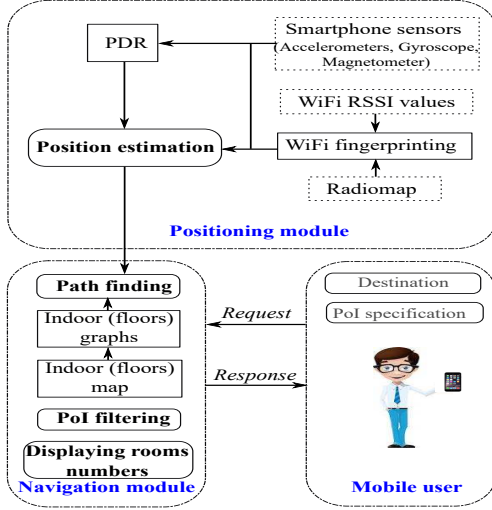 PDR
Smartphone sensors
(Accelerometers, Gyroscope,
Magnetometer)
WiFi RSSI values
Position estimation
WiFi fingerprinting
Radiomap
Positioning module
Path finding
Indoor (floors)
graphs
Indoor (floors)
map
PoI filtering
Displaying rooms
numbers
Navigation module
Request
Response
Destination
PoI specification
Mobile user